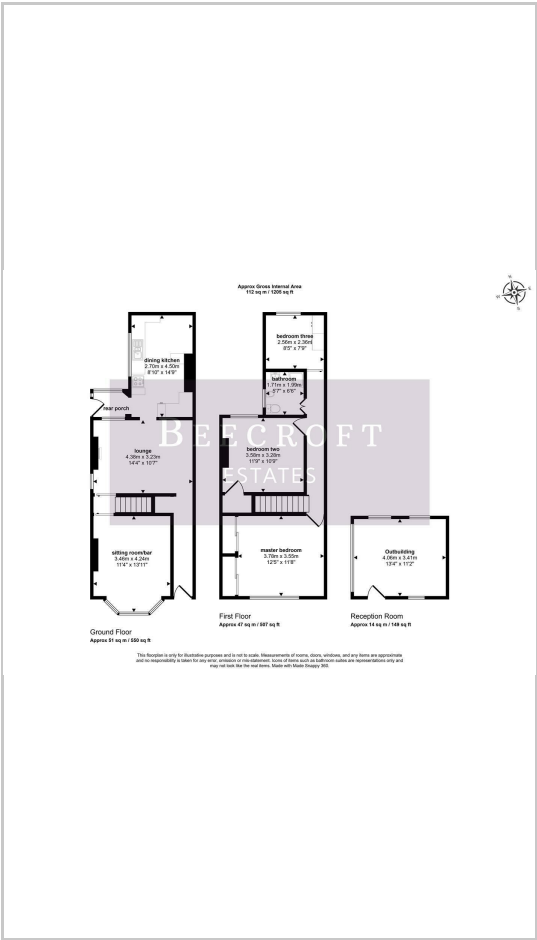 Approx Gross Internal Area
112 sq m / 1206 sq ft
bedroom three
2.56m x 2.36m
8'5" x 7'9"
dining kitchen
2.70m x 4.50m
8'10" x 14'9"
bathroom
1.71m x 1.99m
5'7" x 6'6"
rear porch
BEECROFT
ESTATES
lounge
4.38m x 3.23m
14'4" x 10'7"
bedroom two
3.58m x 3.28m
11'9" x 10'9"
sitting room/bar
3.46m x 4.24m
11'4" x 13'11"
master bedroom
3.78m x 3.55m
12'5" x 11'8"
Outbuilding
4.06m x 3.41m
13'4" x 11'2"
Ground Floor
Approx 51 sq m / 550 sq ft
First Floor
Approx 47 sq m / 507 sq ft
Reception Room
Approx 14 sq m / 149 sq ft
This floorplan is only for illustrative purposes and is not to scale. Measurements of rooms, doors, windows, and any items are approximate
and no responsibility is taken for any error, omission or mis-statement. Icons of items such as bathroom suites are representations only and
may not look like the real items. Made with Made Snappy 360.